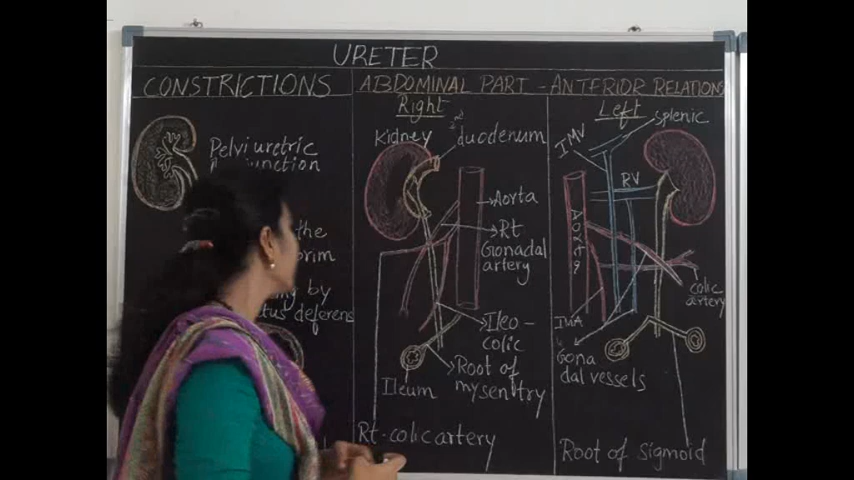 URETER
CONSTRICTIONS
Pelviuretric
junction
the
brim
by
deferens
ABDOMINAL PART - ANTERIOR RELATIONS
Right
Kidney
2nd
duodenum
Aorta
Rt
Gonadal
artery
Ileo-
colic
Root of
mysentry
Ileum
Rt. colic artery
Left
IMV
splenic
RV
Aorta
colic
artery
IMA
Gona
dal vessels
Root of Sigmoid